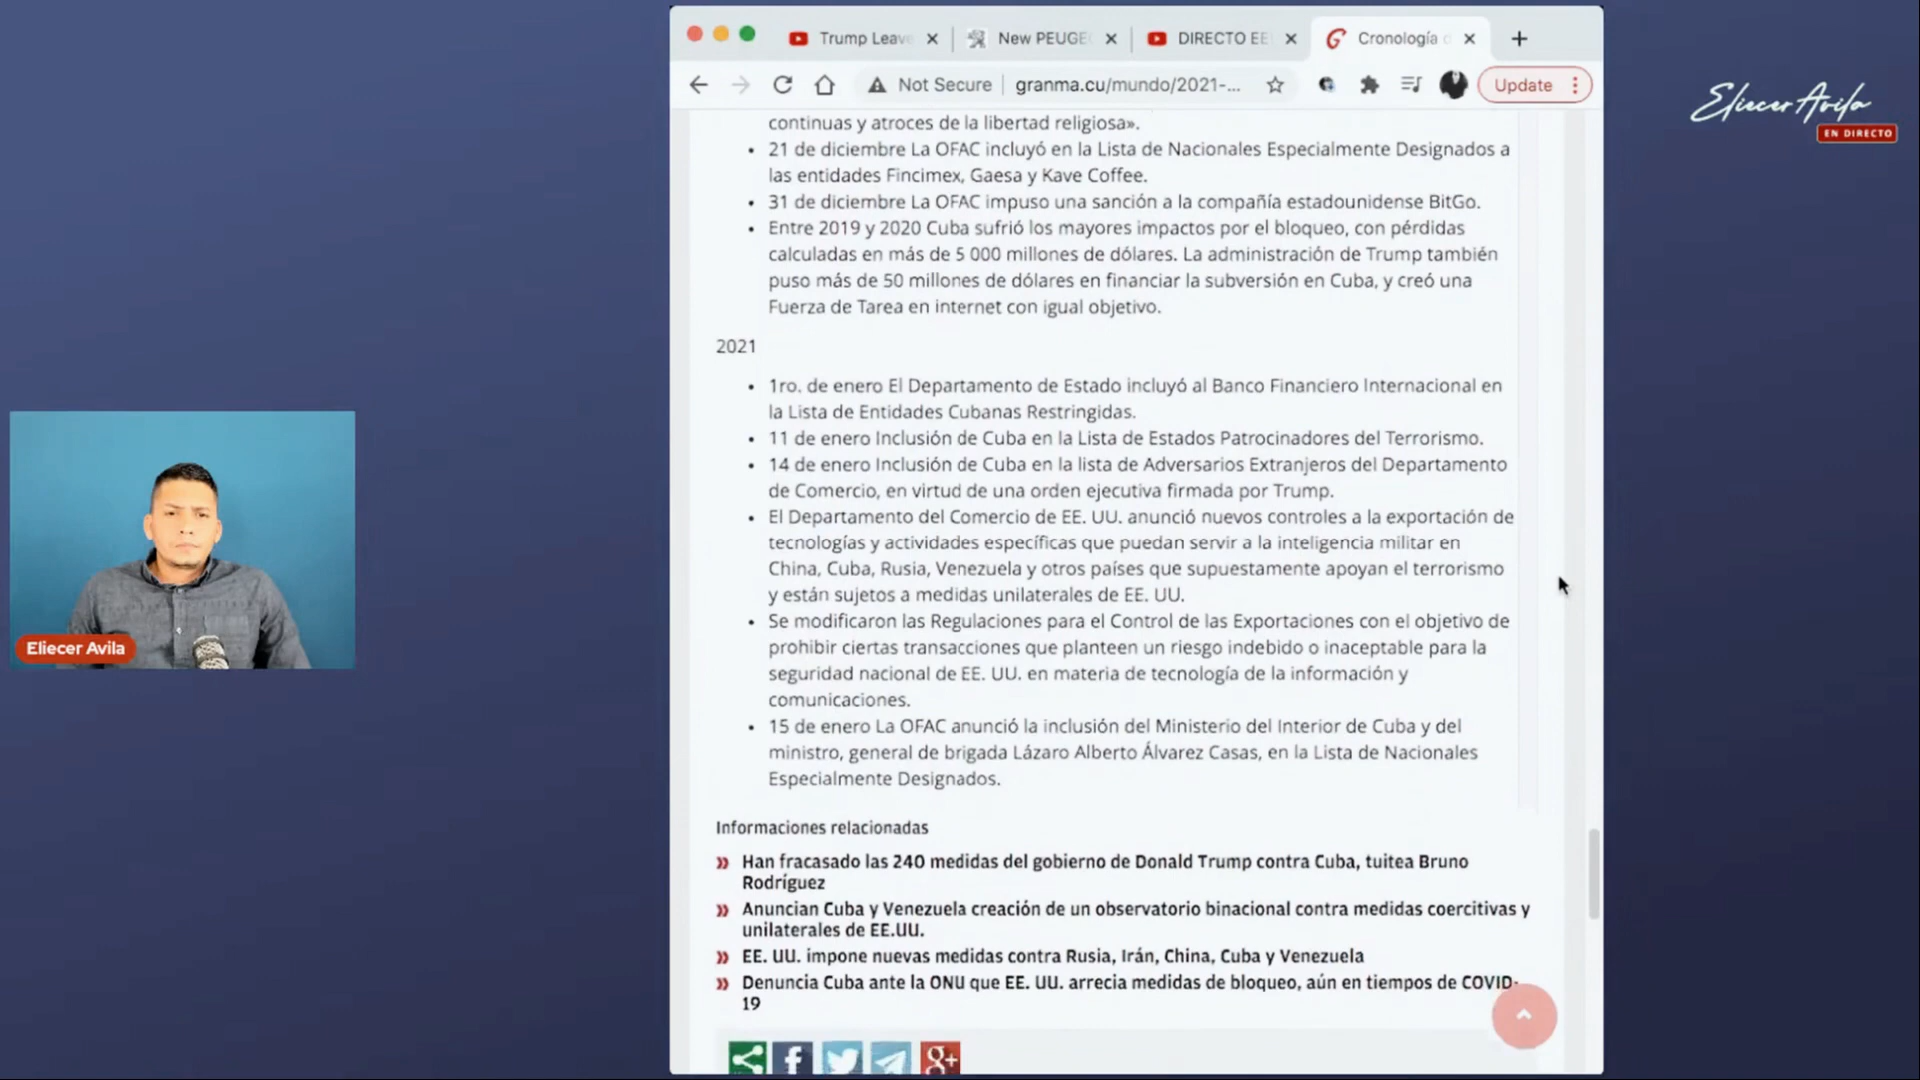 Trump Leave
New PEUGE
DIRECTO EE
Cronología d
Not Secure
granma.cu/mundo/2021-...
Update
Eliecer Avila
EN DIRECTO
continuas y atroces de la libertad religiosa».
• 21 de diciembre La OFAC incluyó en la Lista de Nacionales Especialmente Designados a
las entidades Fincimex, Gaesa y Kave Coffee.
• 31 de diciembre La OFAC impuso una sanción a la compañía estadounidense BitGo.
• Entre 2019 y 2020 Cuba sufrió los mayores impactos por el bloqueo, con pérdidas
calculadas en más de 5 000 millones de dólares. La administración de Trump también
puso más de 50 millones de dólares en financiar la subversión en Cuba, y creó una
Fuerza de Tarea en internet con igual objetivo.
2021
• 1ro. de enero El Departamento de Estado incluyó al Banco Financiero Internacional en
la Lista de Entidades Cubanas Restringidas.
• 11 de enero Inclusión de Cuba en la Lista de Estados Patrocinadores del Terrorismo.
• 14 de enero Inclusión de Cuba en la lista de Adversarios Extranjeros del Departamento
de Comercio, en virtud de una orden ejecutiva firmada por Trump.
• El Departamento del Comercio de EE. UU. anunció nuevos controles a la exportación de
tecnologías y actividades específicas que puedan servir a la inteligencia militar en
China, Cuba, Rusia, Venezuela y otros países que supuestamente apoyan el terrorismo
y están sujetos a medidas unilaterales de EE. UU.
• Se modificaron las Regulaciones para el Control de las Exportaciones con el objetivo de
prohibir ciertas transacciones que planteen un riesgo indebido o inaceptable para la
seguridad nacional de EE. UU. en materia de tecnología de la información y
comunicaciones.
• 15 de enero La OFAC anunció la inclusión del Ministerio del Interior de Cuba y del
ministro, general de brigada Lázaro Alberto Álvarez Casas, en la Lista de Nacionales
Especialmente Designados.
Eliecer Avila
Informaciones relacionadas
Han fracasado las 240 medidas del gobierno de Donald Trump contra Cuba, tuitea Bruno
Rodríguez
Anuncian Cuba y Venezuela creación de un observatorio binacional contra medidas coercitivas y
unilaterales de EE.UU.
EE. UU. impone nuevas medidas contra Rusia, Irán, China, Cuba y Venezuela
Denuncia Cuba ante la ONU que EE. UU. arrecia medidas de bloqueo, aún en tiempos de COVID-
19